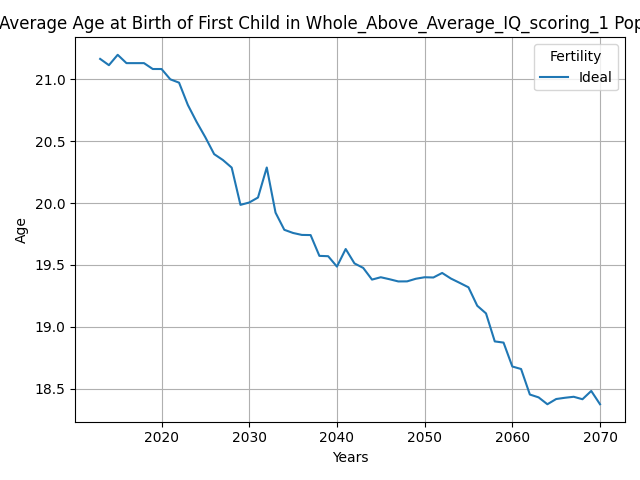 Average Age at Birth of First Child in Whole_Above_Average_IQ_scoring_1 Pop
Fertility
Ideal
21.0
20.5
20.0
19.5
19.0
18.5
Age
2020 2030 2040 2050 2060 2070
Years